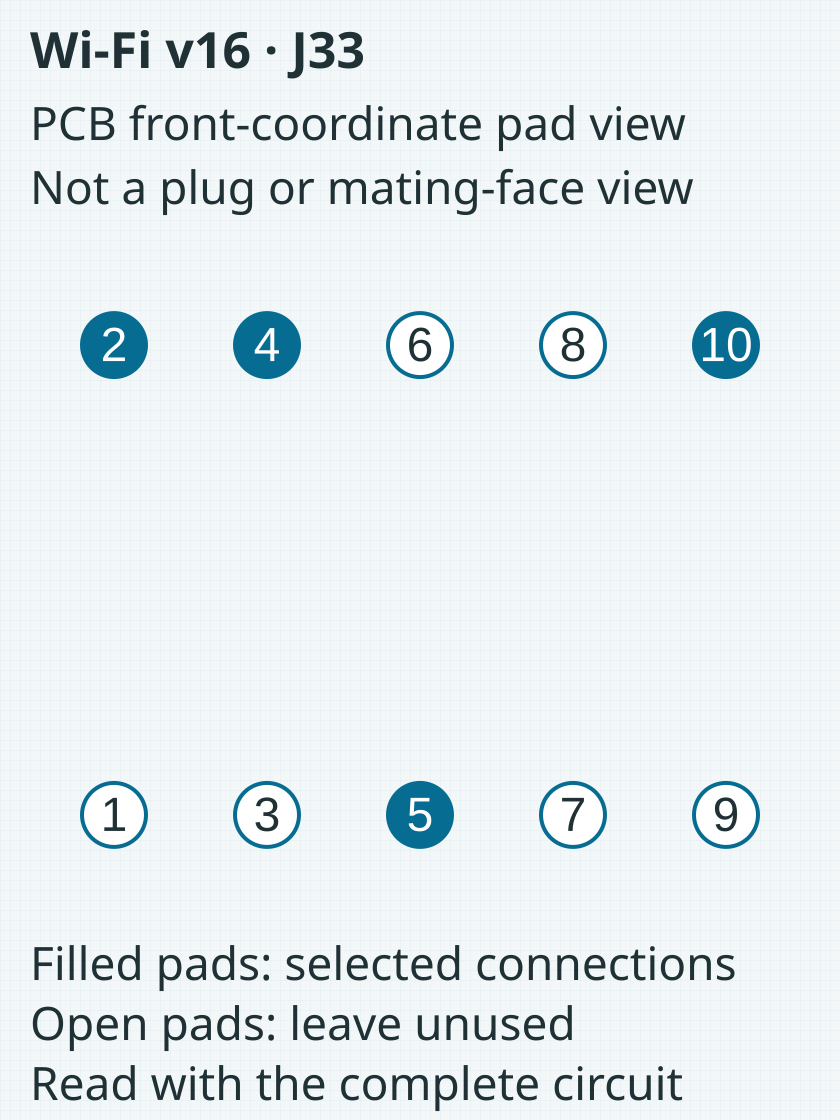 Wi-Fi v16 · J33
PCB front-coordinate pad view
Not a plug or mating-face view
2 4 6 8 10
1 3 5 7 9
Filled pads: selected connections
Open pads: leave unused
Read with the complete circuit